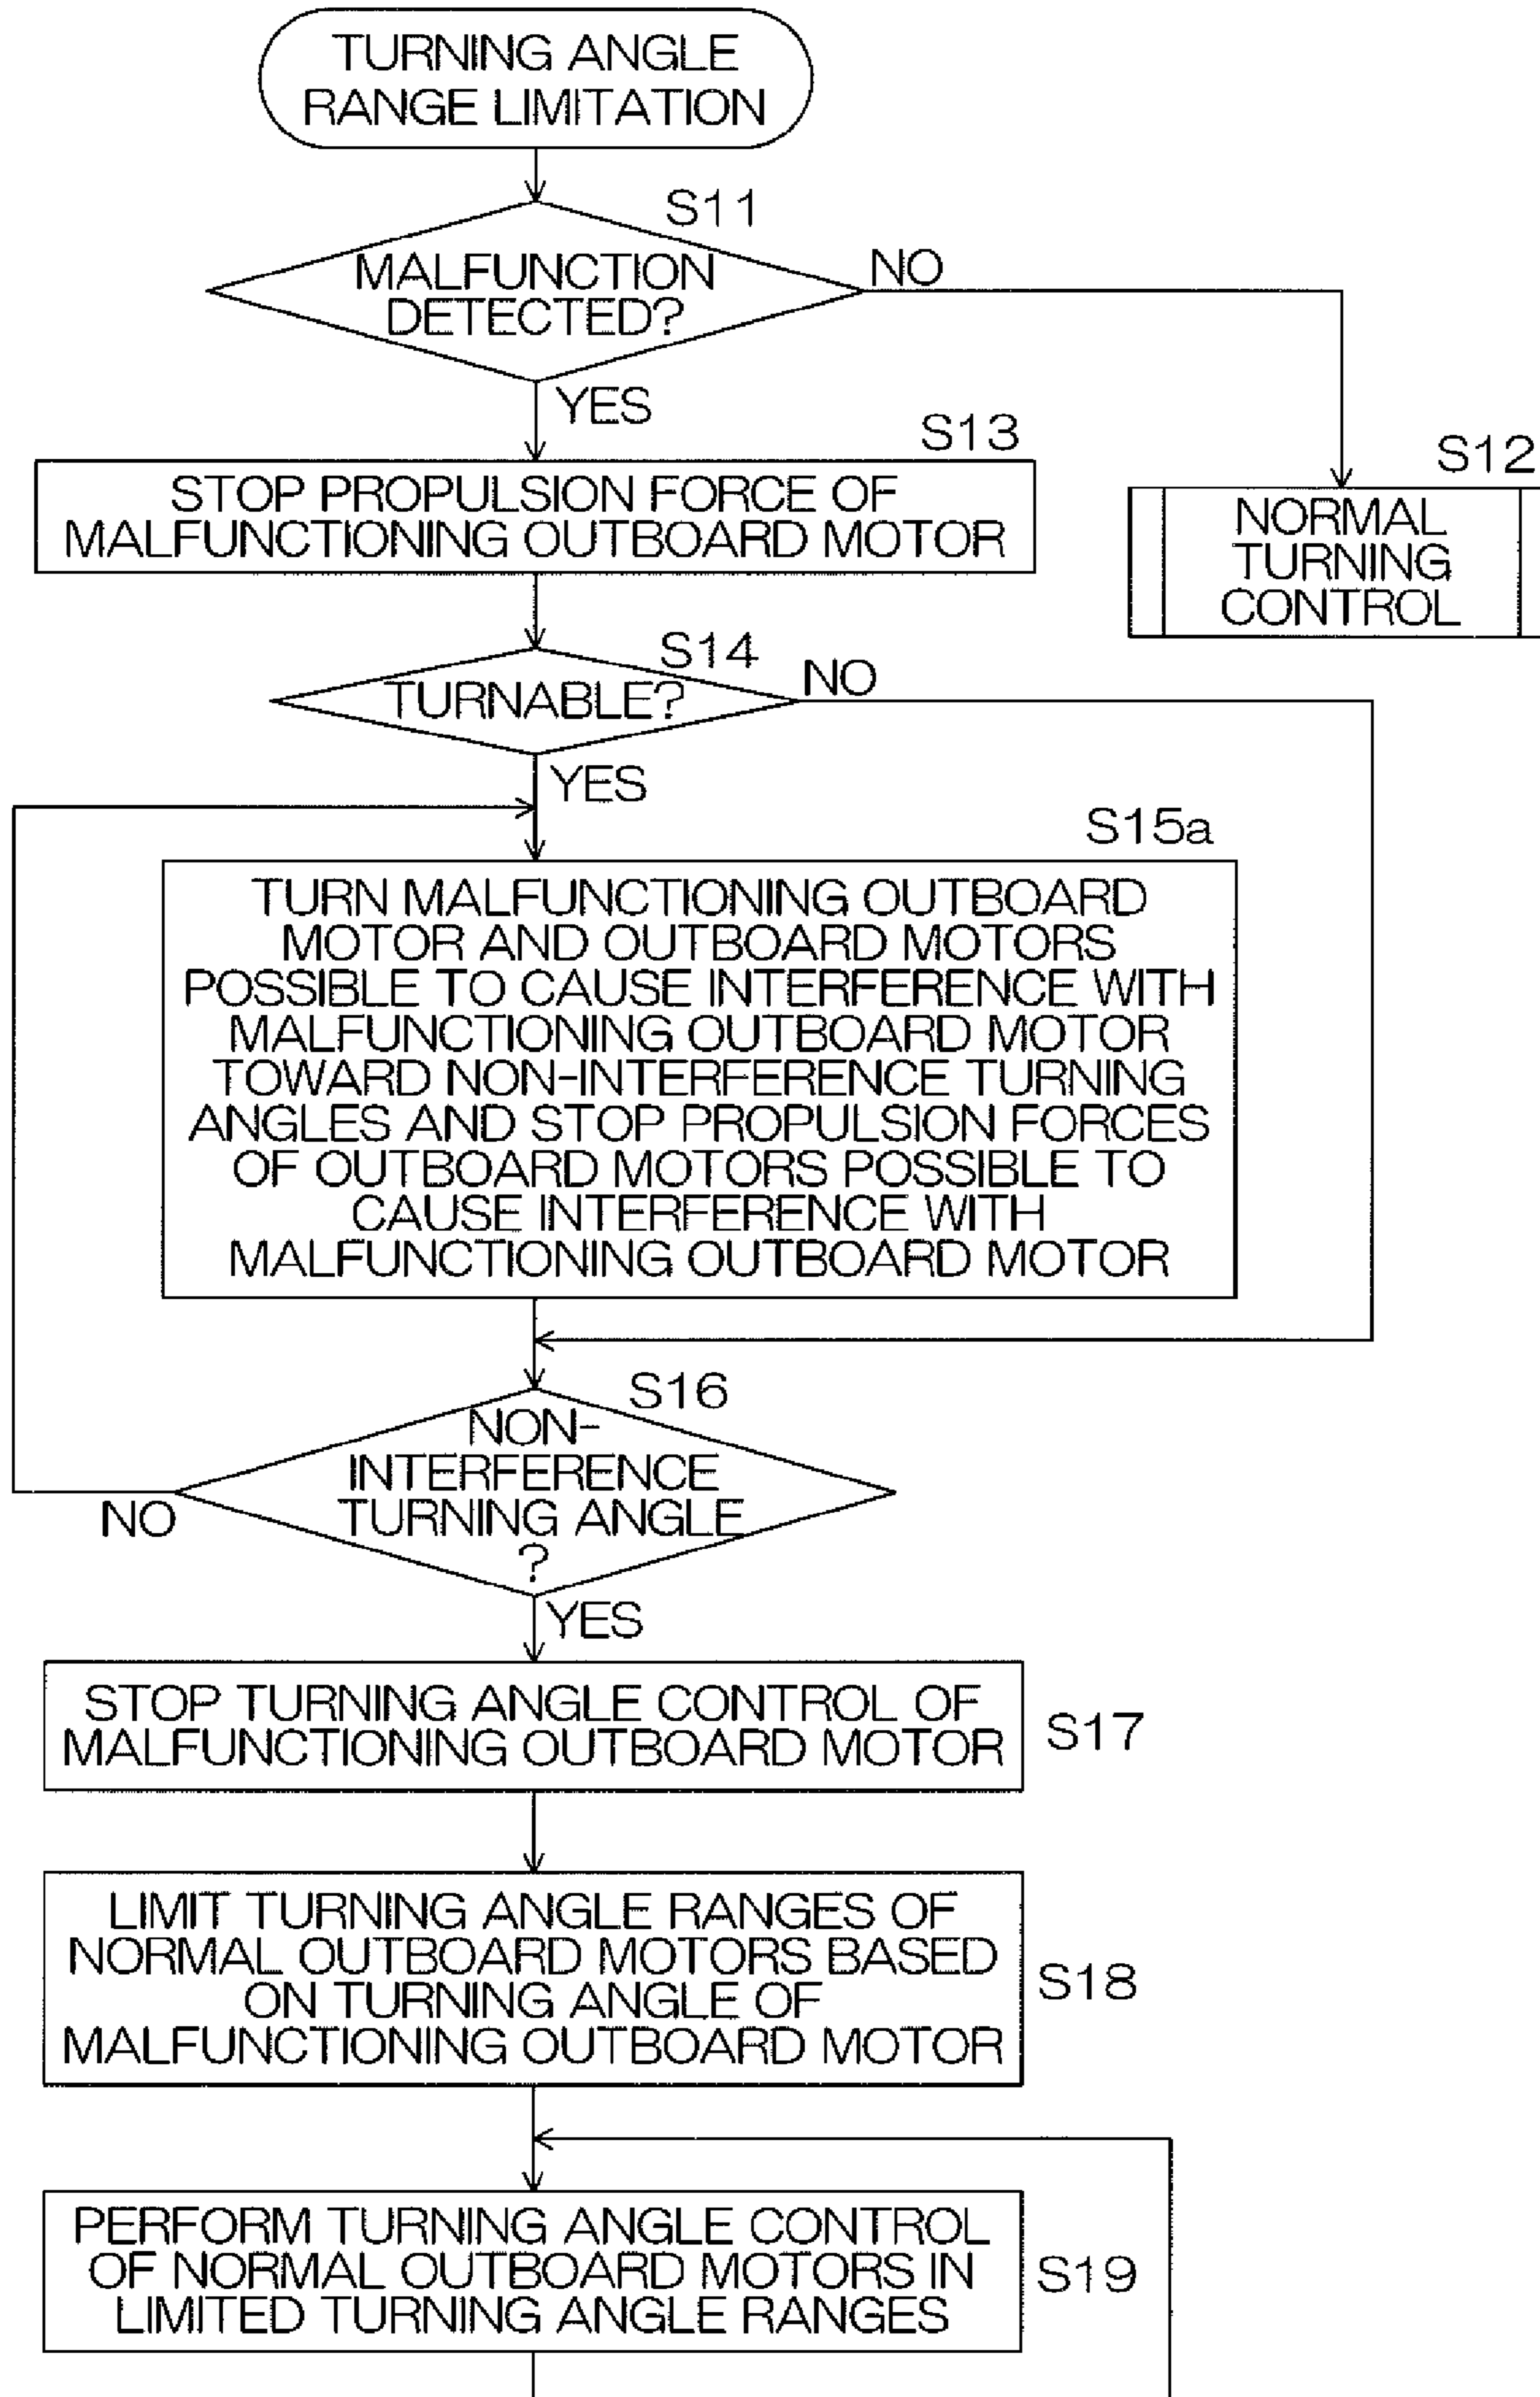 TURNING ANGLE
RANGE LIMITATION
S11
MALFUNCTION
DETECTED?
NO
YES
S13
STOP PROPULSION FORCE OF
MALFUNCTIONING OUTBOARD MOTOR
S12
NORMAL
TURNING
CONTROL
S14
TURNABLE?
NO
YES
S15a
TURN MALFUNCTIONING OUTBOARD
MOTOR AND OUTBOARD MOTORS
POSSIBLE TO CAUSE INTERFERENCE WITH
MALFUNCTIONING OUTBOARD MOTOR
TOWARD NON-INTERFERENCE TURNING
ANGLES AND STOP PROPULSION FORCES
OF OUTBOARD MOTORS POSSIBLE TO
CAUSE INTERFERENCE WITH
MALFUNCTIONING OUTBOARD MOTOR
S16
NON-
INTERFERENCE
TURNING ANGLE
?
NO
YES
STOP TURNING ANGLE CONTROL OF
MALFUNCTIONING OUTBOARD MOTOR
S17
LIMIT TURNING ANGLE RANGES OF
NORMAL OUTBOARD MOTORS BASED
ON TURNING ANGLE OF
MALFUNCTIONING OUTBOARD MOTOR
S18
PERFORM TURNING ANGLE CONTROL
OF NORMAL OUTBOARD MOTORS IN
LIMITED TURNING ANGLE RANGES
S19